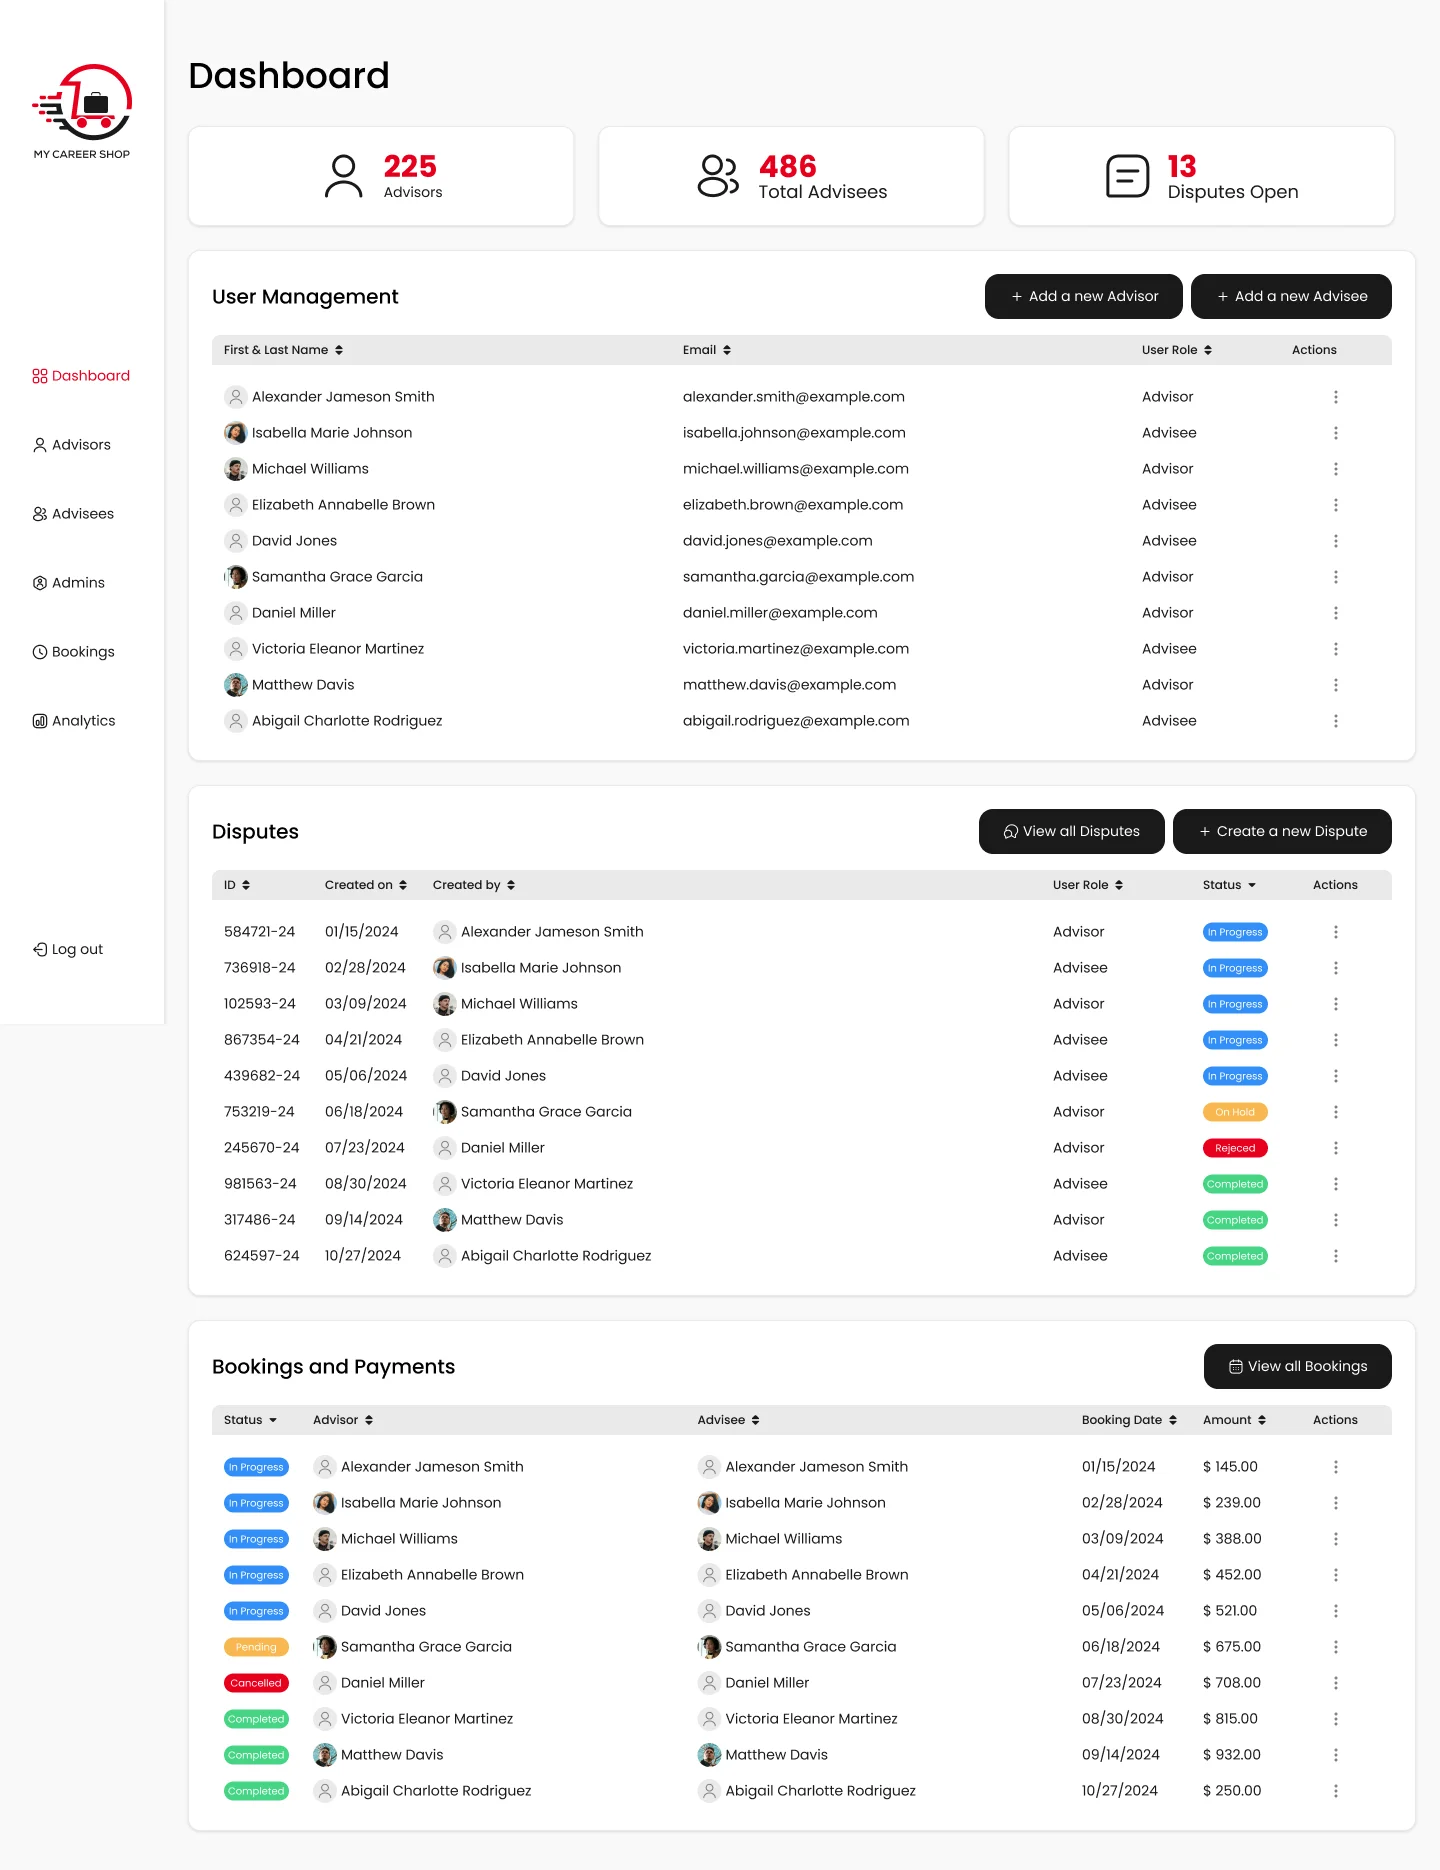 MY CAREER SHOP
Dashboard
Advisors
Advisees
Admins
Bookings
Analytics
Log out
Dashboard
225
Advisors
486
Total Advisees
13
Disputes Open
User Management
+ Add a new Advisor
+ Add a new Advisee
First & Last Name Email User Role Actions
Alexander Jameson Smith alexander.smith@example.com Advisor
Isabella Marie Johnson isabella.johnson@example.com Advisee
Michael Williams michael.williams@example.com Advisor
Elizabeth Annabelle Brown elizabeth.brown@example.com Advisee
David Jones david.jones@example.com Advisee
Samantha Grace Garcia samantha.garcia@example.com Advisor
Daniel Miller daniel.miller@example.com Advisor
Victoria Eleanor Martinez victoria.martinez@example.com Advisee
Matthew Davis matthew.davis@example.com Advisor
Abigail Charlotte Rodriguez abigail.rodriguez@example.com Advisee
Disputes
View all Disputes
+ Create a new Dispute
ID Created on Created by User Role Status Actions
584721-24 01/15/2024 Alexander Jameson Smith Advisor In Progress
736918-24 02/28/2024 Isabella Marie Johnson Advisee In Progress
102593-24 03/09/2024 Michael Williams Advisor In Progress
867354-24 04/21/2024 Elizabeth Annabelle Brown Advisee In Progress
439682-24 05/06/2024 David Jones Advisee In Progress
753219-24 06/18/2024 Samantha Grace Garcia Advisor On Hold
245670-24 07/23/2024 Daniel Miller Advisor Rejeced
981563-24 08/30/2024 Victoria Eleanor Martinez Advisee Completed
317486-24 09/14/2024 Matthew Davis Advisor Completed
624597-24 10/27/2024 Abigail Charlotte Rodriguez Advisee Completed
Bookings and Payments
View all Bookings
Status Advisor Advisee Booking Date Amount Actions
In Progress Alexander Jameson Smith Alexander Jameson Smith 01/15/2024 $ 145.00
In Progress Isabella Marie Johnson Isabella Marie Johnson 02/28/2024 $ 239.00
In Progress Michael Williams Michael Williams 03/09/2024 $ 388.00
In Progress Elizabeth Annabelle Brown Elizabeth Annabelle Brown 04/21/2024 $ 452.00
In Progress David Jones David Jones 05/06/2024 $ 521.00
Pending Samantha Grace Garcia Samantha Grace Garcia 06/18/2024 $ 675.00
Cancelled Daniel Miller Daniel Miller 07/23/2024 $ 708.00
Completed Victoria Eleanor Martinez Victoria Eleanor Martinez 08/30/2024 $ 815.00
Completed Matthew Davis Matthew Davis 09/14/2024 $ 932.00
Completed Abigail Charlotte Rodriguez Abigail Charlotte Rodriguez 10/27/2024 $ 250.00